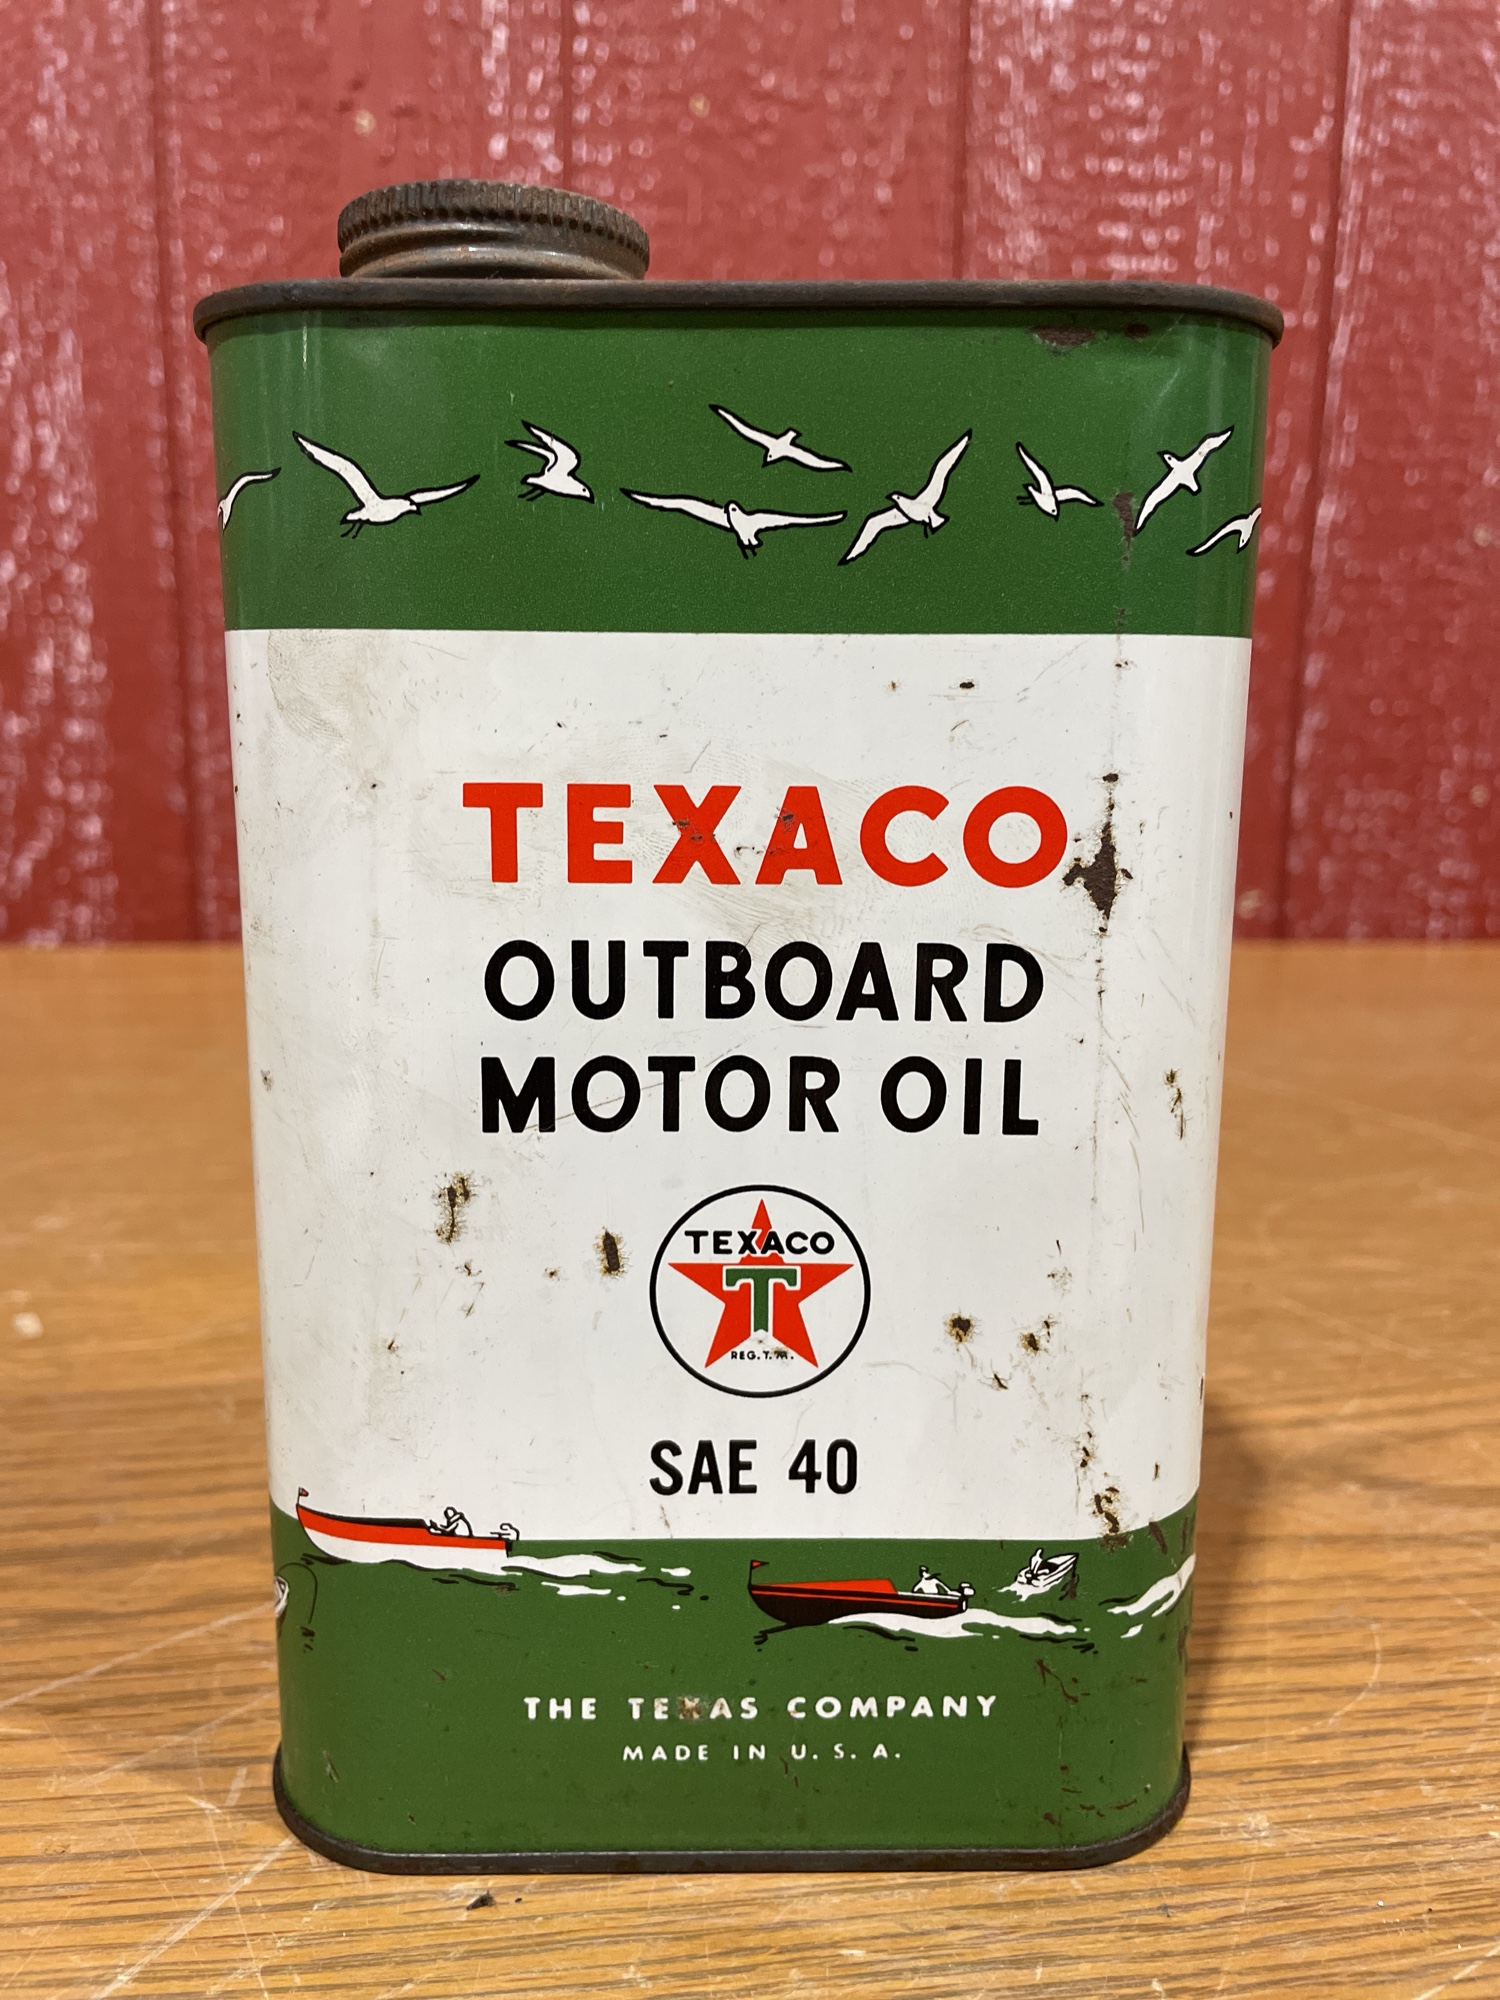 TEXACO
OUTBOARD
MOTOR OIL
TEXACO
T
REG. T.M.
SAE 40
THE TEXAS COMPANY
MADE IN U. S. A.